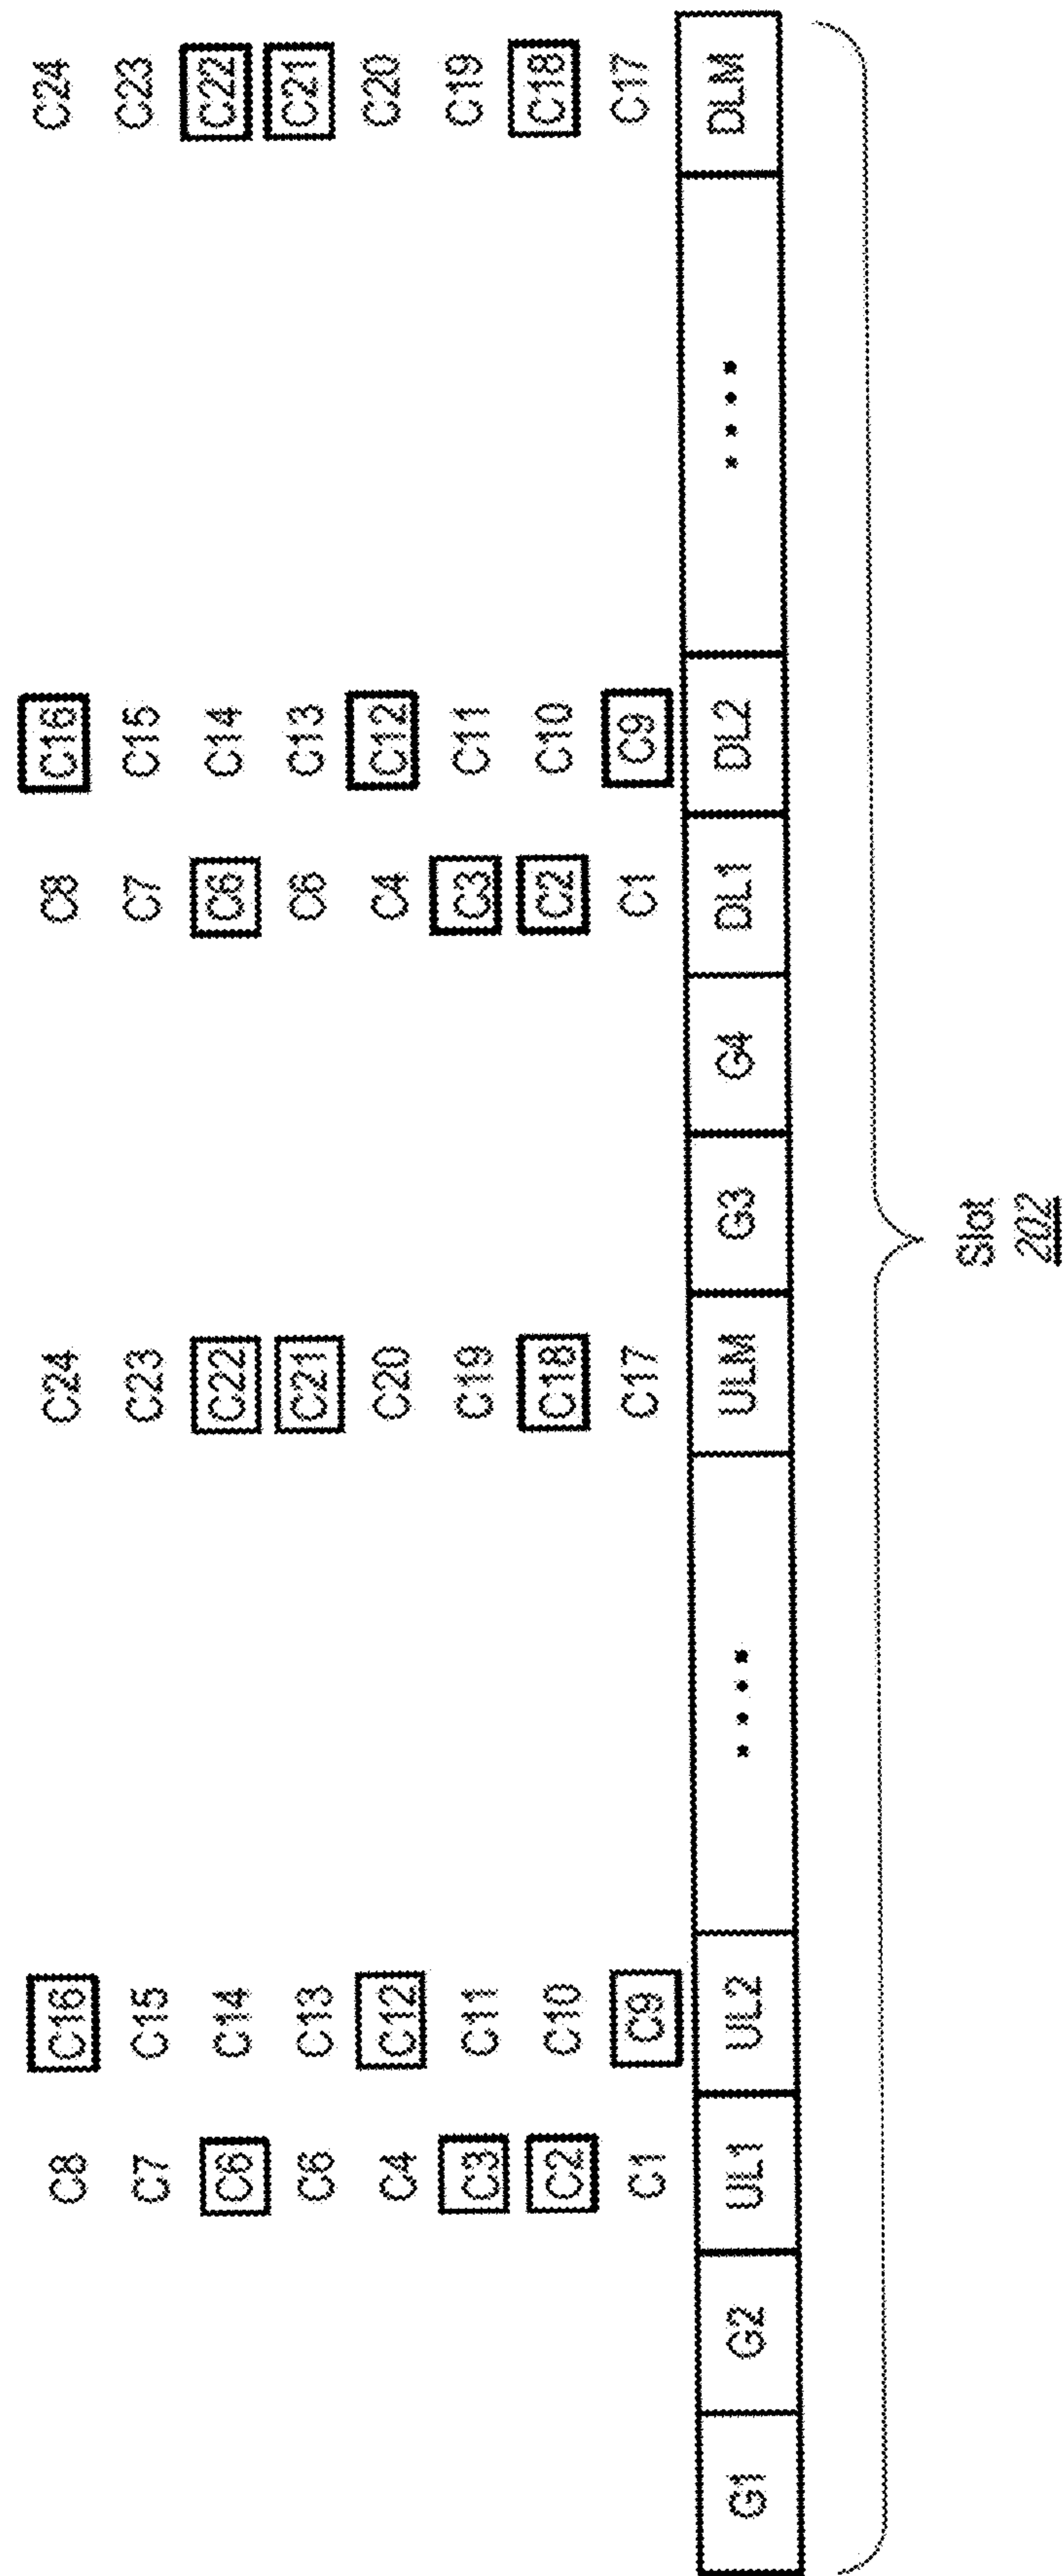 C8 C16 C24 C8 C16 C24
C7 C15 C23 C7 C15 C23
C6 C14 C22 C6 C14 C22
C6 C13 C21 C6 C13 C21
C4 C12 C20 C4 C12 C20
C3 C11 C19 C3 C11 C19
C2 C10 C18 C2 C10 C18
C1 C9 C17 C1 C9 C17
G1 G2 UL1 UL2 .... ULM G3 G4 DL1 DL2 .... DLM
Slot
202